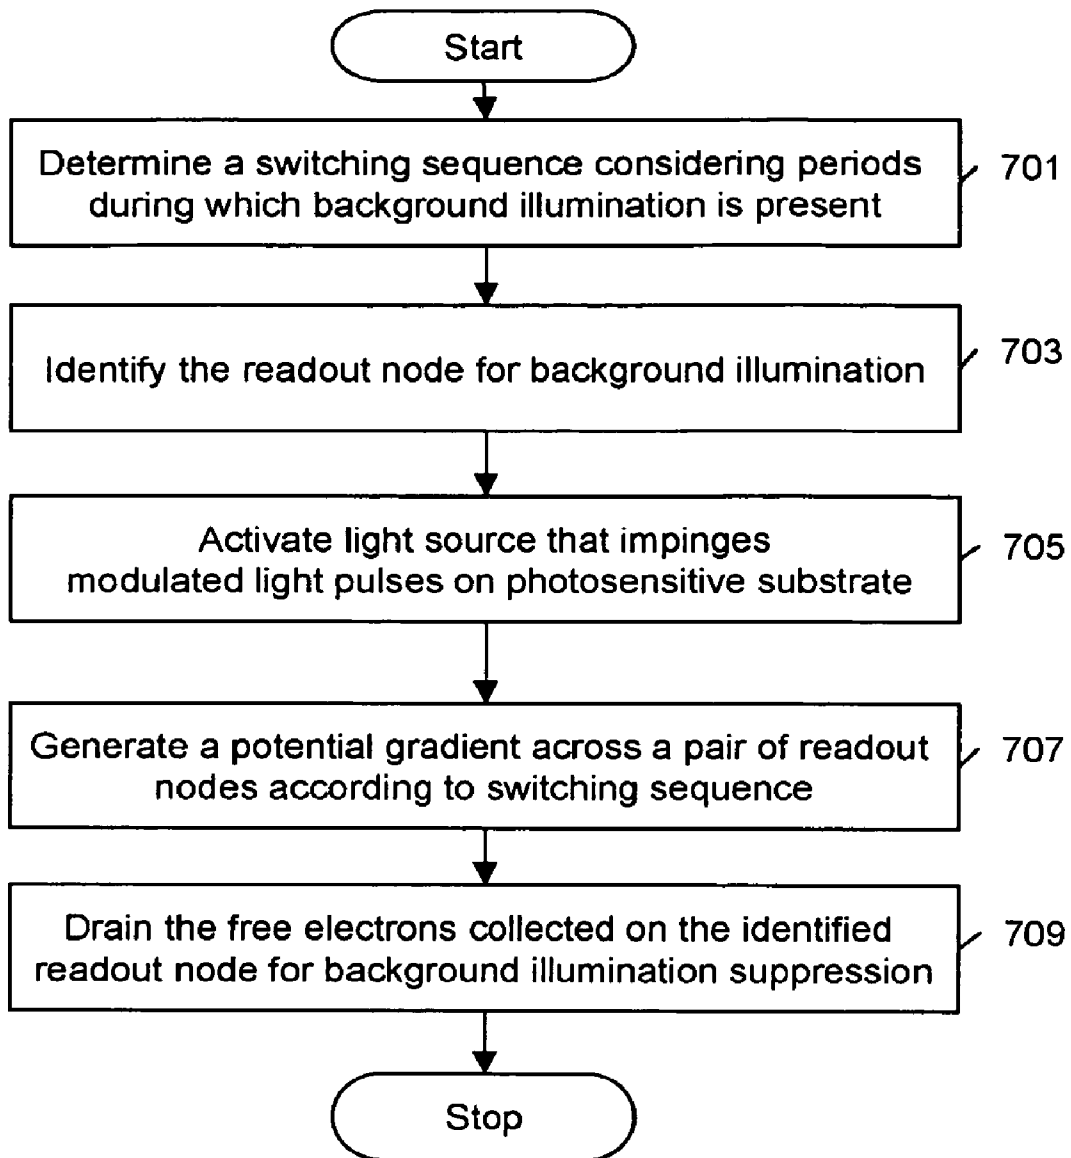 Start
Determine a switching sequence considering periods
during which background illumination is present
701
Identify the readout node for background illumination
703
Activate light source that impinges
modulated light pulses on photosensitive substrate
705
Generate a potential gradient across a pair of readout
nodes according to switching sequence
707
Drain the free electrons collected on the identified
readout node for background illumination suppression
709
Stop